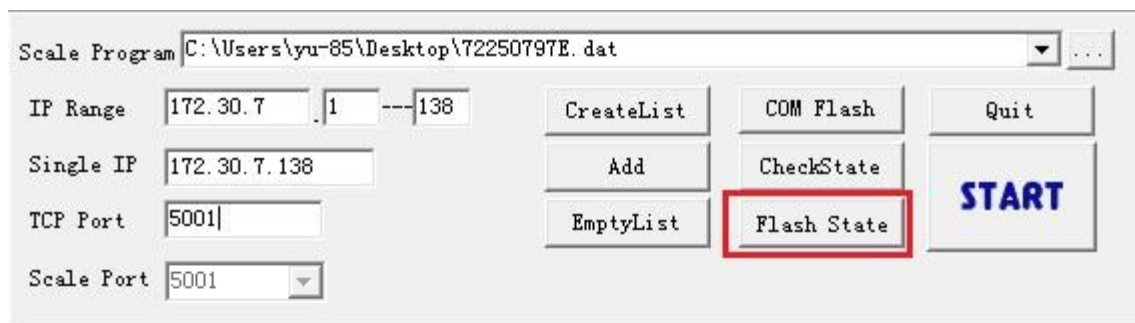 Scale Program C:\Users\yu-85\Desktop\72250797E.dat ...
IP Range 172.30.7 . 1 --- 138 CreateList COM Flash Quit
Single IP 172.30.7.138 Add CheckState START
TCP Port 5001 EmptyList Flash State
Scale Port 5001